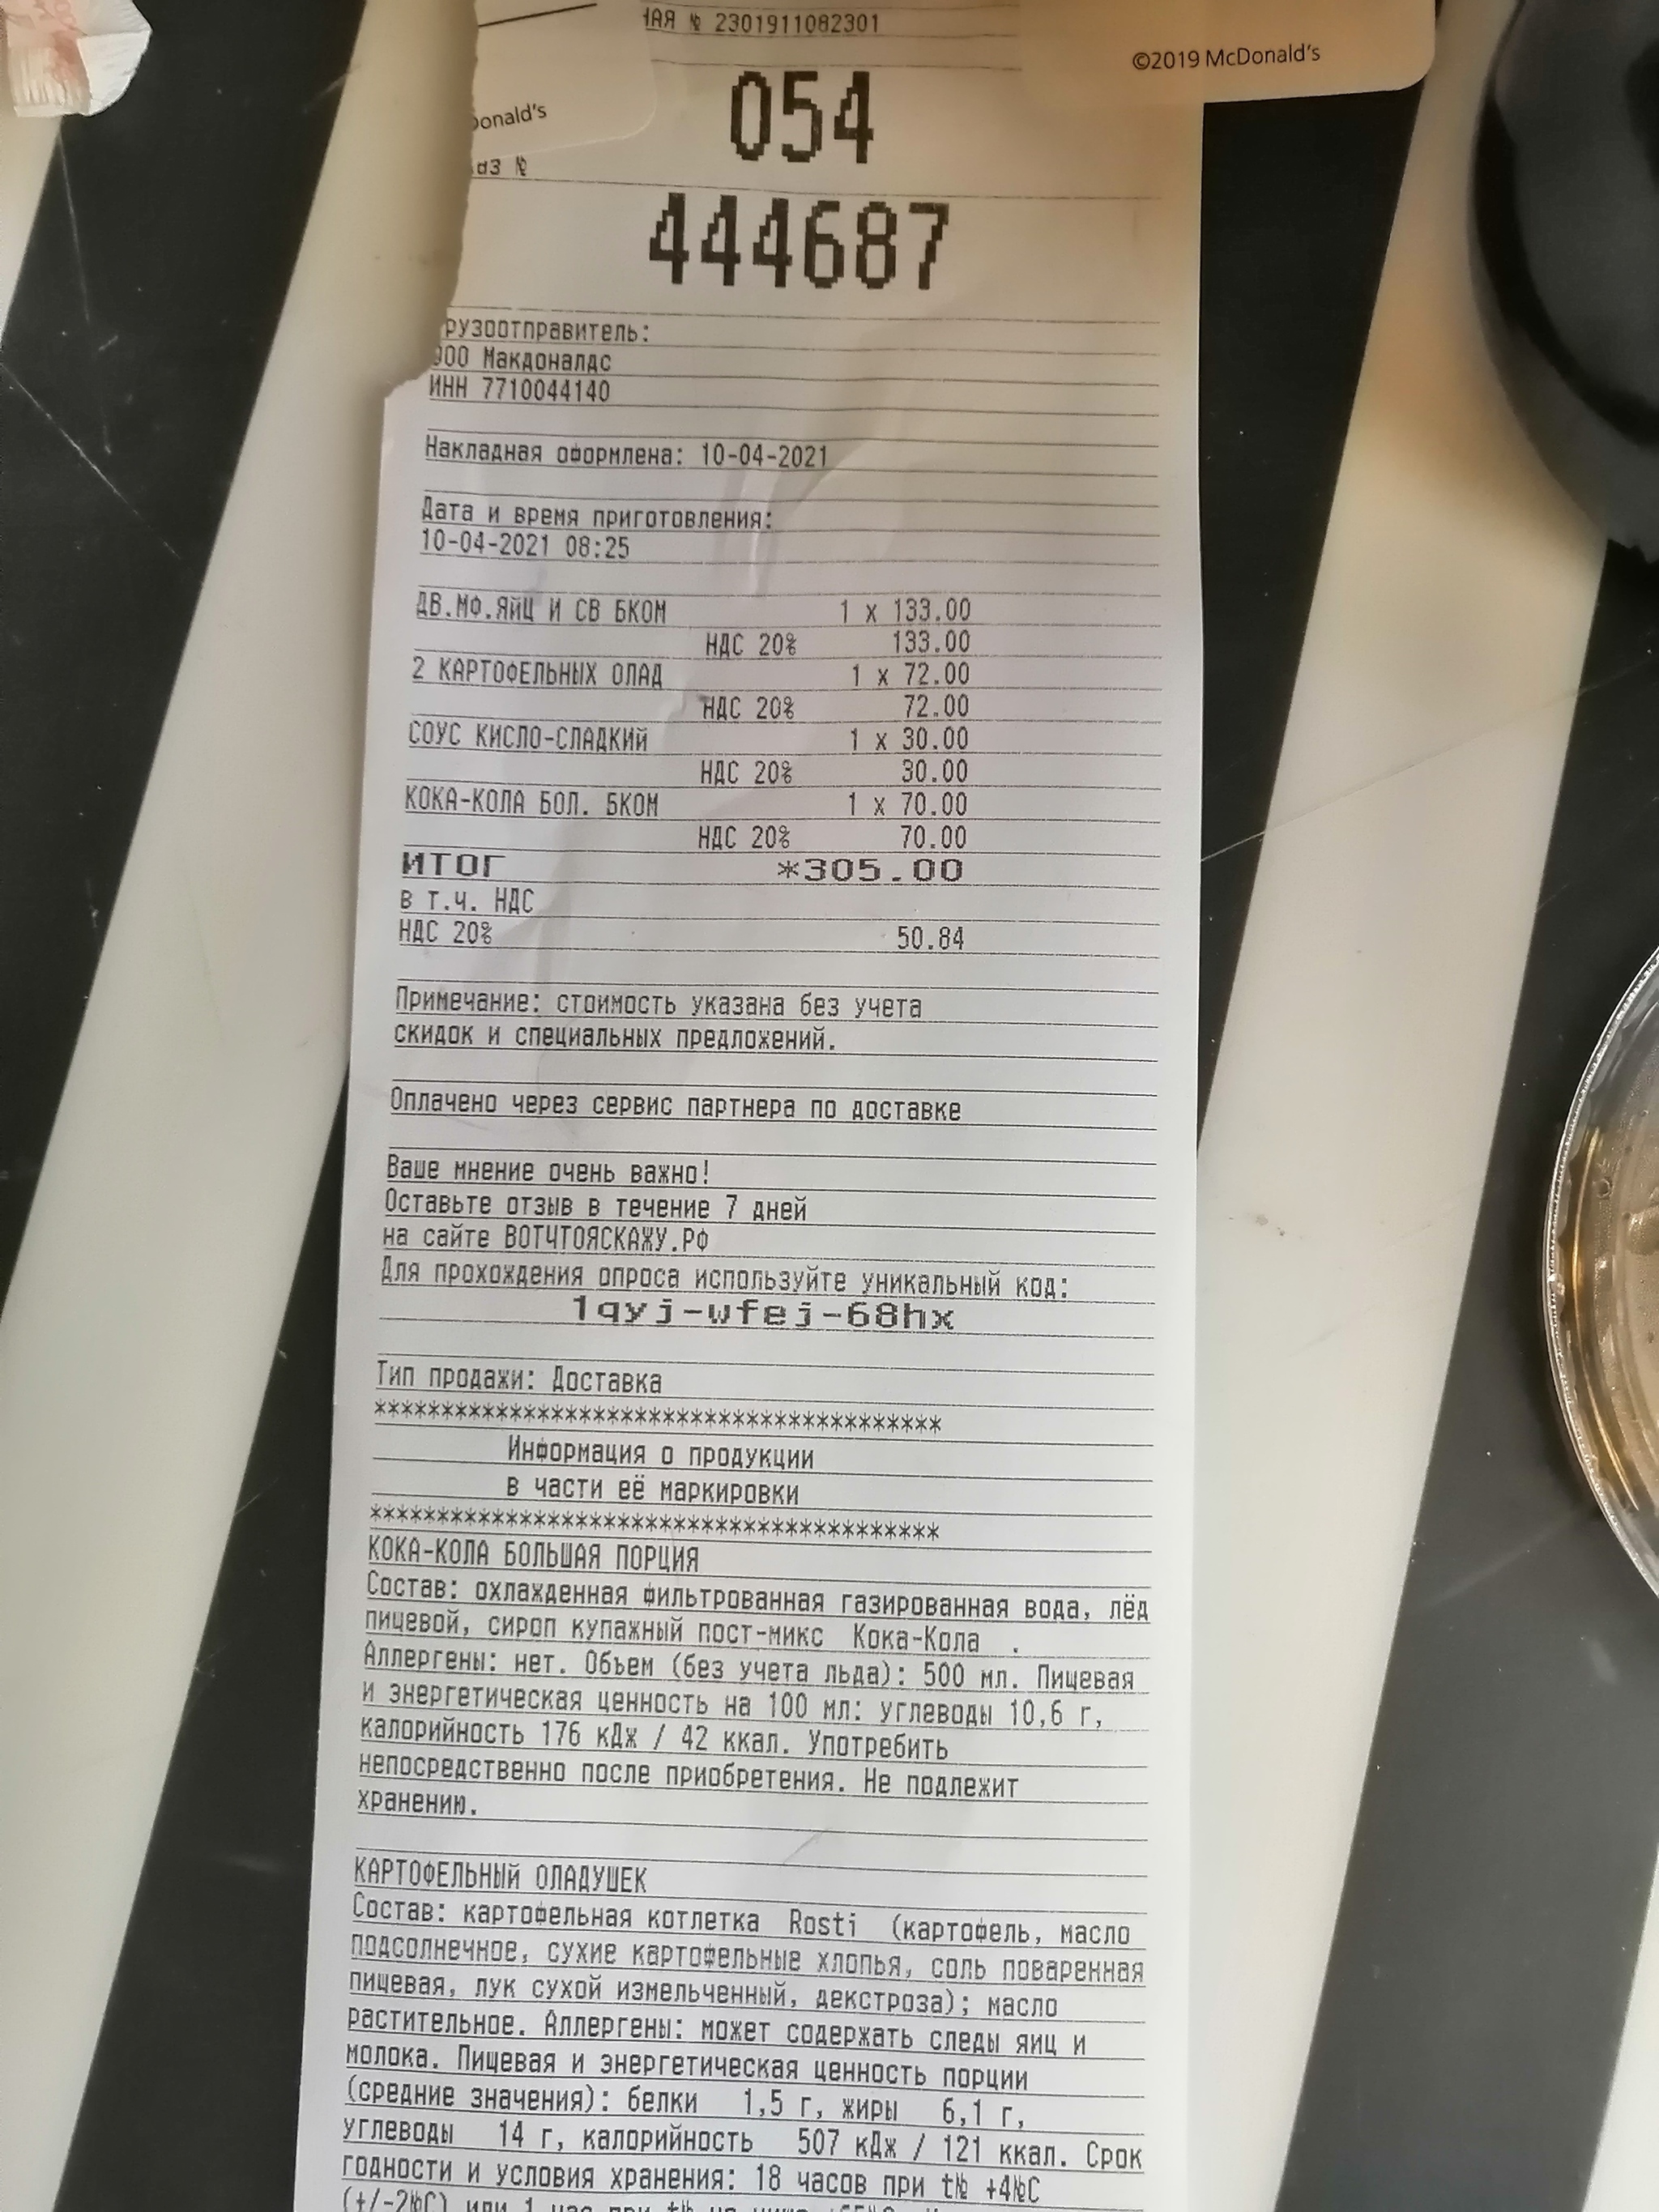 № 2301911082301
©2019 McDonald's
054
444687
ООО Макдоналдс
ИНН 7710044140
Накладная оформлена: 10-04-2021
Дата и время приготовления:
10-04-2021 08:25
ДВ.МФ.ЯЙЦ И СВ БКОМ 1 x 133.00
НДС 20% 133.00
2 КАРТОФЕЛЬНЫХ ОЛАД 1 x 72.00
НДС 20% 72.00
СОУС КИСЛО-СЛАДКИЙ 1 x 30.00
НДС 20% 30.00
КОКА-КОЛА БОЛ. БКОМ 1 x 70.00
НДС 20% 70.00
ИТОГ *305.00
в т.ч. НДС
НДС 20% 50.84
Примечание: стоимость указана без учета
скидок и специальных предложений.
Оплачено через сервис партнера по доставке
Ваше мнение очень важно!
Оставьте отзыв в течение 7 дней
на сайте ВОТЧТОЯСКАЖУ.РФ
Для прохождения опроса используйте уникальный код:
1qyj-wfej-68hx
Тип продажи: Доставка
******************************************
Информация о продукции
в части её маркировки
******************************************
КОКА-КОЛА БОЛЬШАЯ ПОРЦИЯ
Состав: охлажденная фильтрованная газированная вода, лёд
пищевой, сироп купажный пост-микс Кока-Кола .
Аллергены: нет. Объем (без учета льда): 500 мл. Пищевая
и энергетическая ценность на 100 мл: углеводы 10,6 г,
калорийность 176 кДж / 42 ккал. Употребить
непосредственно после приобретения. Не подлежит
хранению.
КАРТОФЕЛЬНЫЙ ОЛАДУШЕК
Состав: картофельная котлетка Rosti (картофель, масло
подсолнечное, сухие картофельные хлопья, соль поваренная
пищевая, лук сухой измельченный, декстроза); масло
растительное. Аллергены: может содержать следы яиц и
молока. Пищевая и энергетическая ценность порции
(средние значения): белки 1,5 г, жиры 6,1 г,
углеводы 14 г, калорийность 507 кДж / 121 ккал. Срок
годности и условия хранения: 18 часов при t№ +4№C
(+/-2№C) или 1 час при